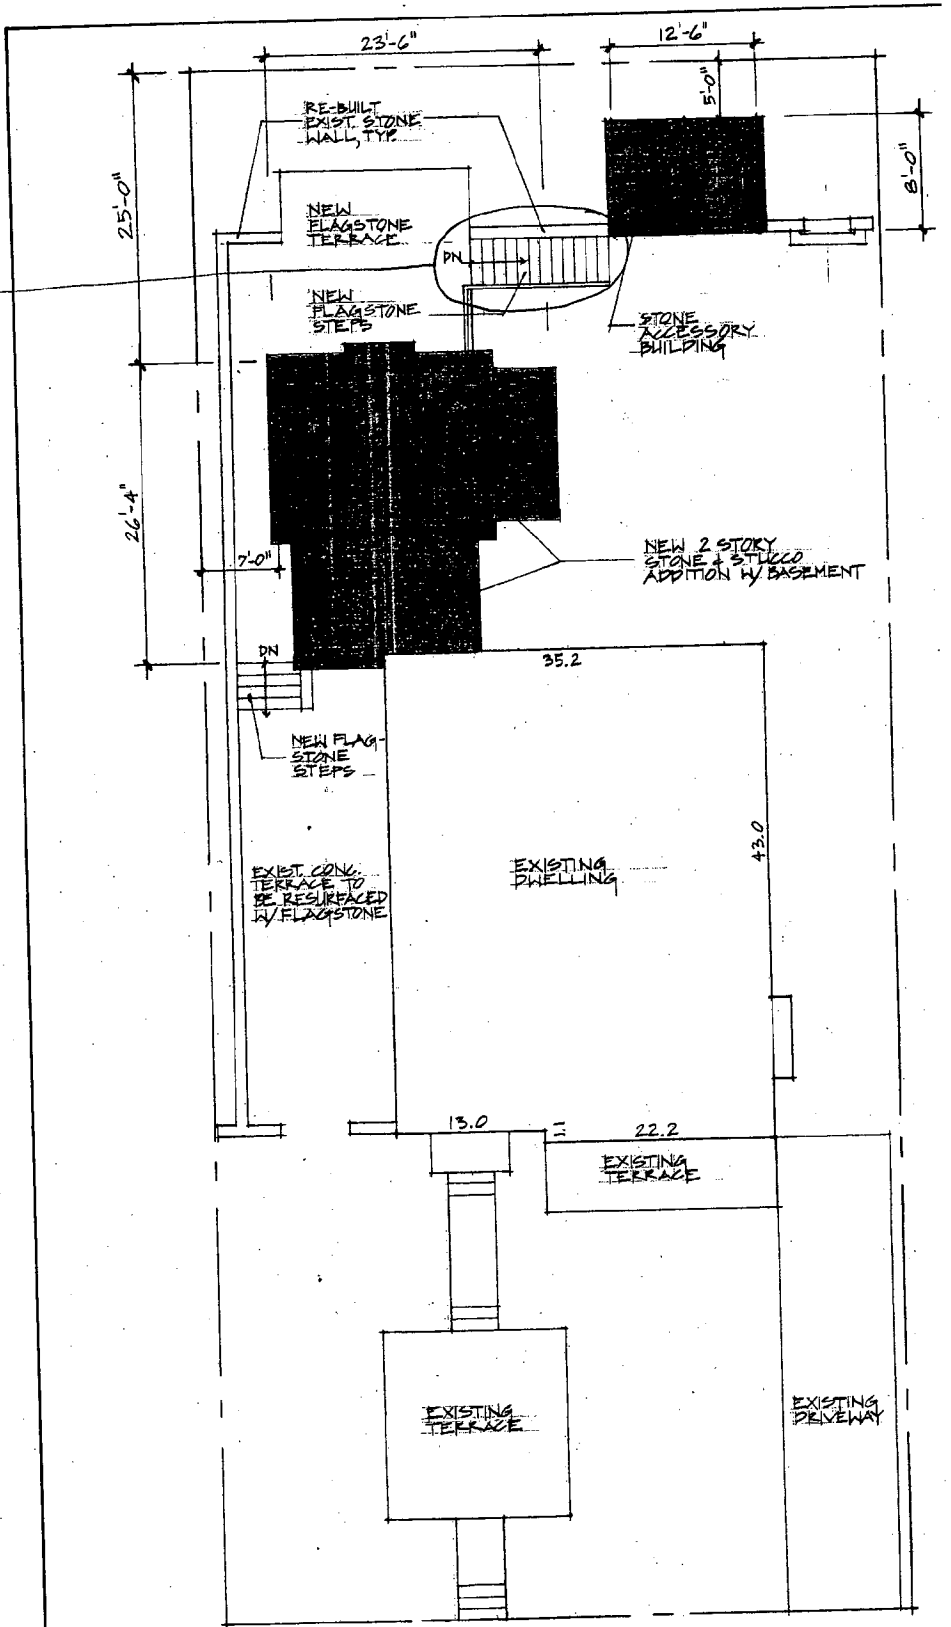 23'-6"
12'-6"
5'-0"
8'-0"
25'-0"
RE-BUILT
EXIST. STONE
WALL, TYP.
NEW
FLAGSTONE
TERRACE
DN
NEW
FLAGSTONE
STEPS
STONE
ACCESSORY
BUILDING
26'-4"
7'-0"
NEW 2 STORY
STONE & STUCCO
ADDITION W/ BASEMENT
DN
35.2
NEW FLAG-
STONE
STEPS
43.0
EXISTING
DWELLING
EXIST. CONC.
TERRACE TO
BE RESURFACED
W/ FLAGSTONE
13.0
22.2
EXISTING
TERRACE
EXISTING
TERRACE
EXISTING
DRIVEWAY